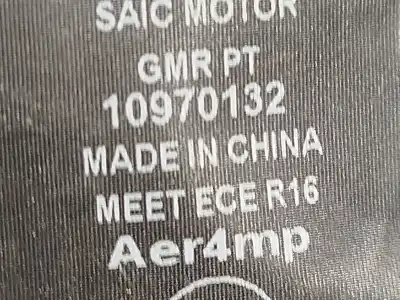 SAIC MOTOR
GMR PT
10970132
MADE IN CHINA
MEET ECE R16
Aer4mp